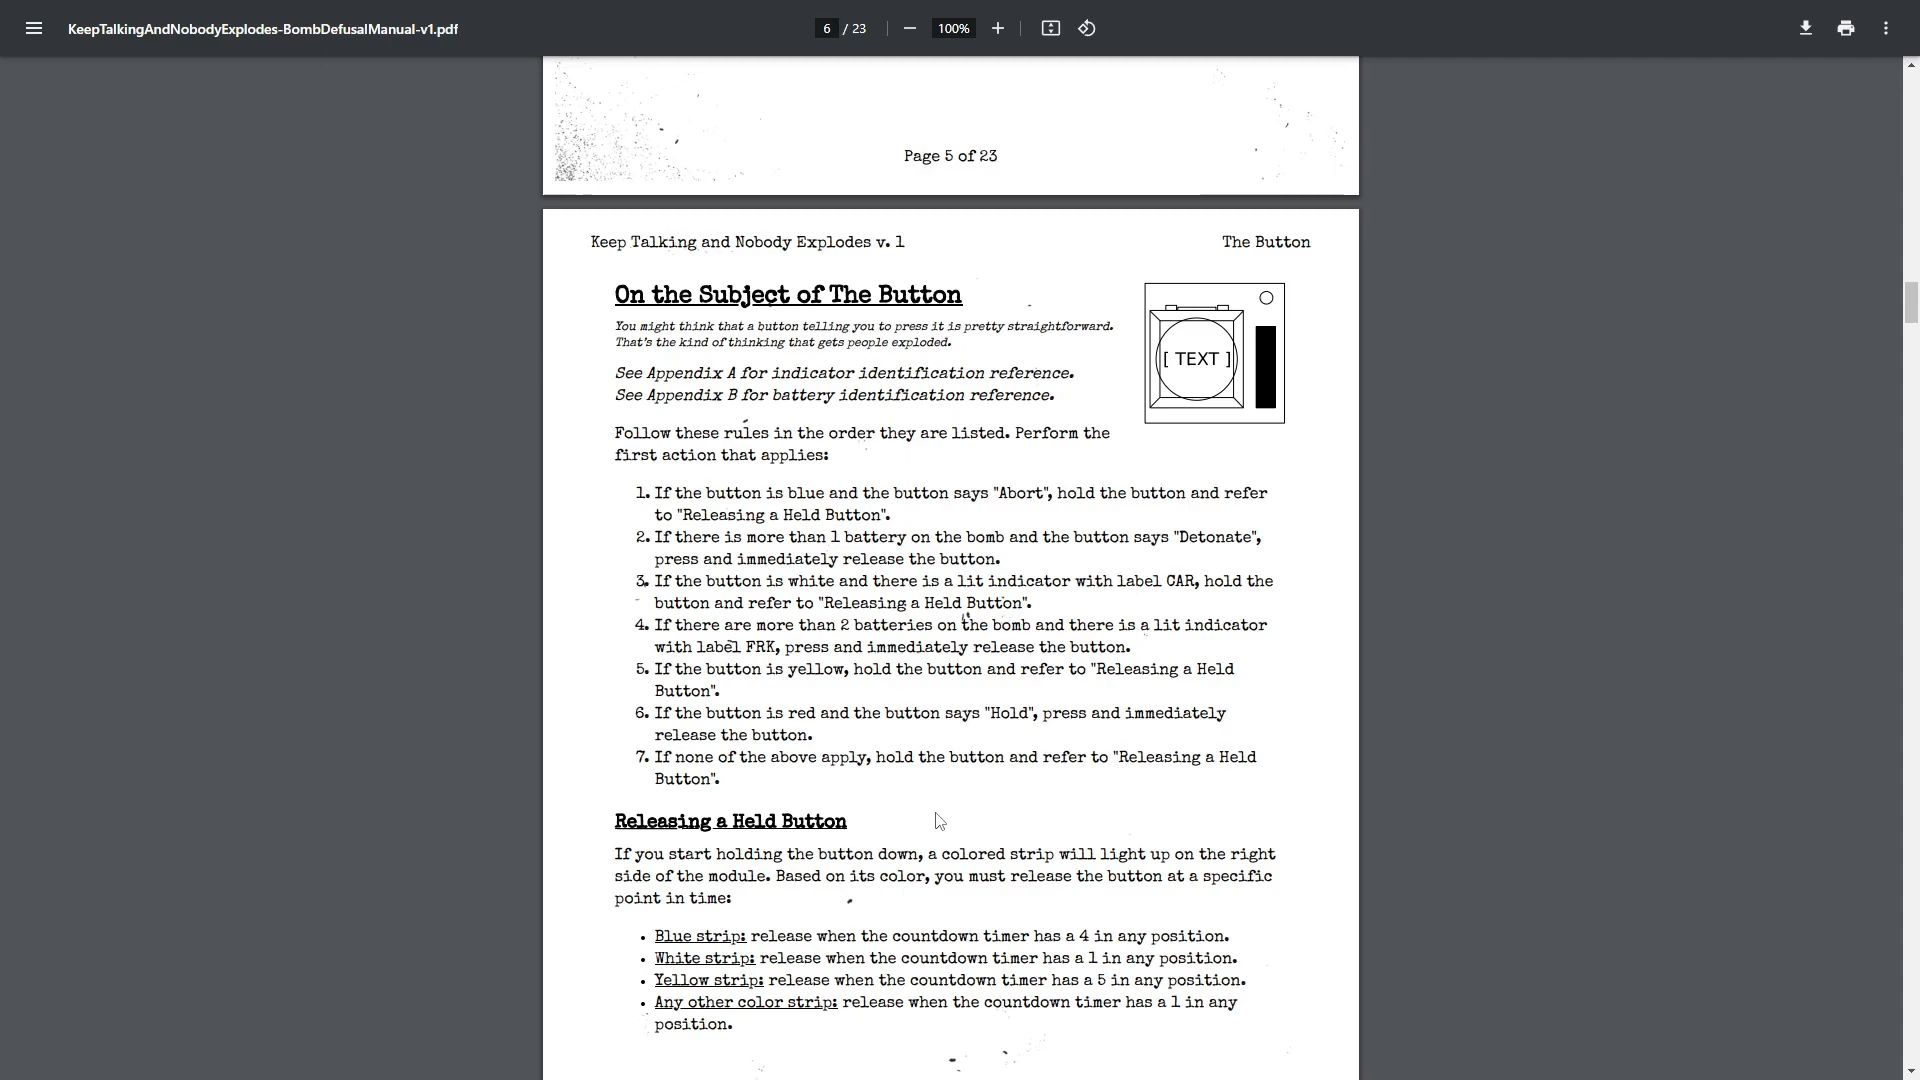 KeepTalkingAndNobodyExplodes-BombDefusalManual-v1.pdf
6 / 23
100%
Page 5 of 23
Keep Talking and Nobody Explodes v. 1
The Button
On the Subject of The Button
You might think that a button telling you to press it is pretty straightforward.
That's the kind of thinking that gets people exploded.
[ TEXT ]
See Appendix A for indicator identification reference.
See Appendix B for battery identification reference.
Follow these rules in the order they are listed. Perform the
first action that applies:
1. If the button is blue and the button says "Abort", hold the button and refer
to "Releasing a Held Button".
2. If there is more than 1 battery on the bomb and the button says "Detonate",
press and immediately release the button.
3. If the button is white and there is a lit indicator with label CAR, hold the
button and refer to "Releasing a Held Button".
4. If there are more than 2 batteries on the bomb and there is a lit indicator
with label FRK, press and immediately release the button.
5. If the button is yellow, hold the button and refer to "Releasing a Held
Button".
6. If the button is red and the button says "Hold", press and immediately
release the button.
7. If none of the above apply, hold the button and refer to "Releasing a Held
Button".
Releasing a Held Button
If you start holding the button down, a colored strip will light up on the right
side of the module. Based on its color, you must release the button at a specific
point in time:
• Blue strip: release when the countdown timer has a 4 in any position.
• White strip: release when the countdown timer has a 1 in any position.
• Yellow strip: release when the countdown timer has a 5 in any position.
• Any other color strip: release when the countdown timer has a 1 in any
position.